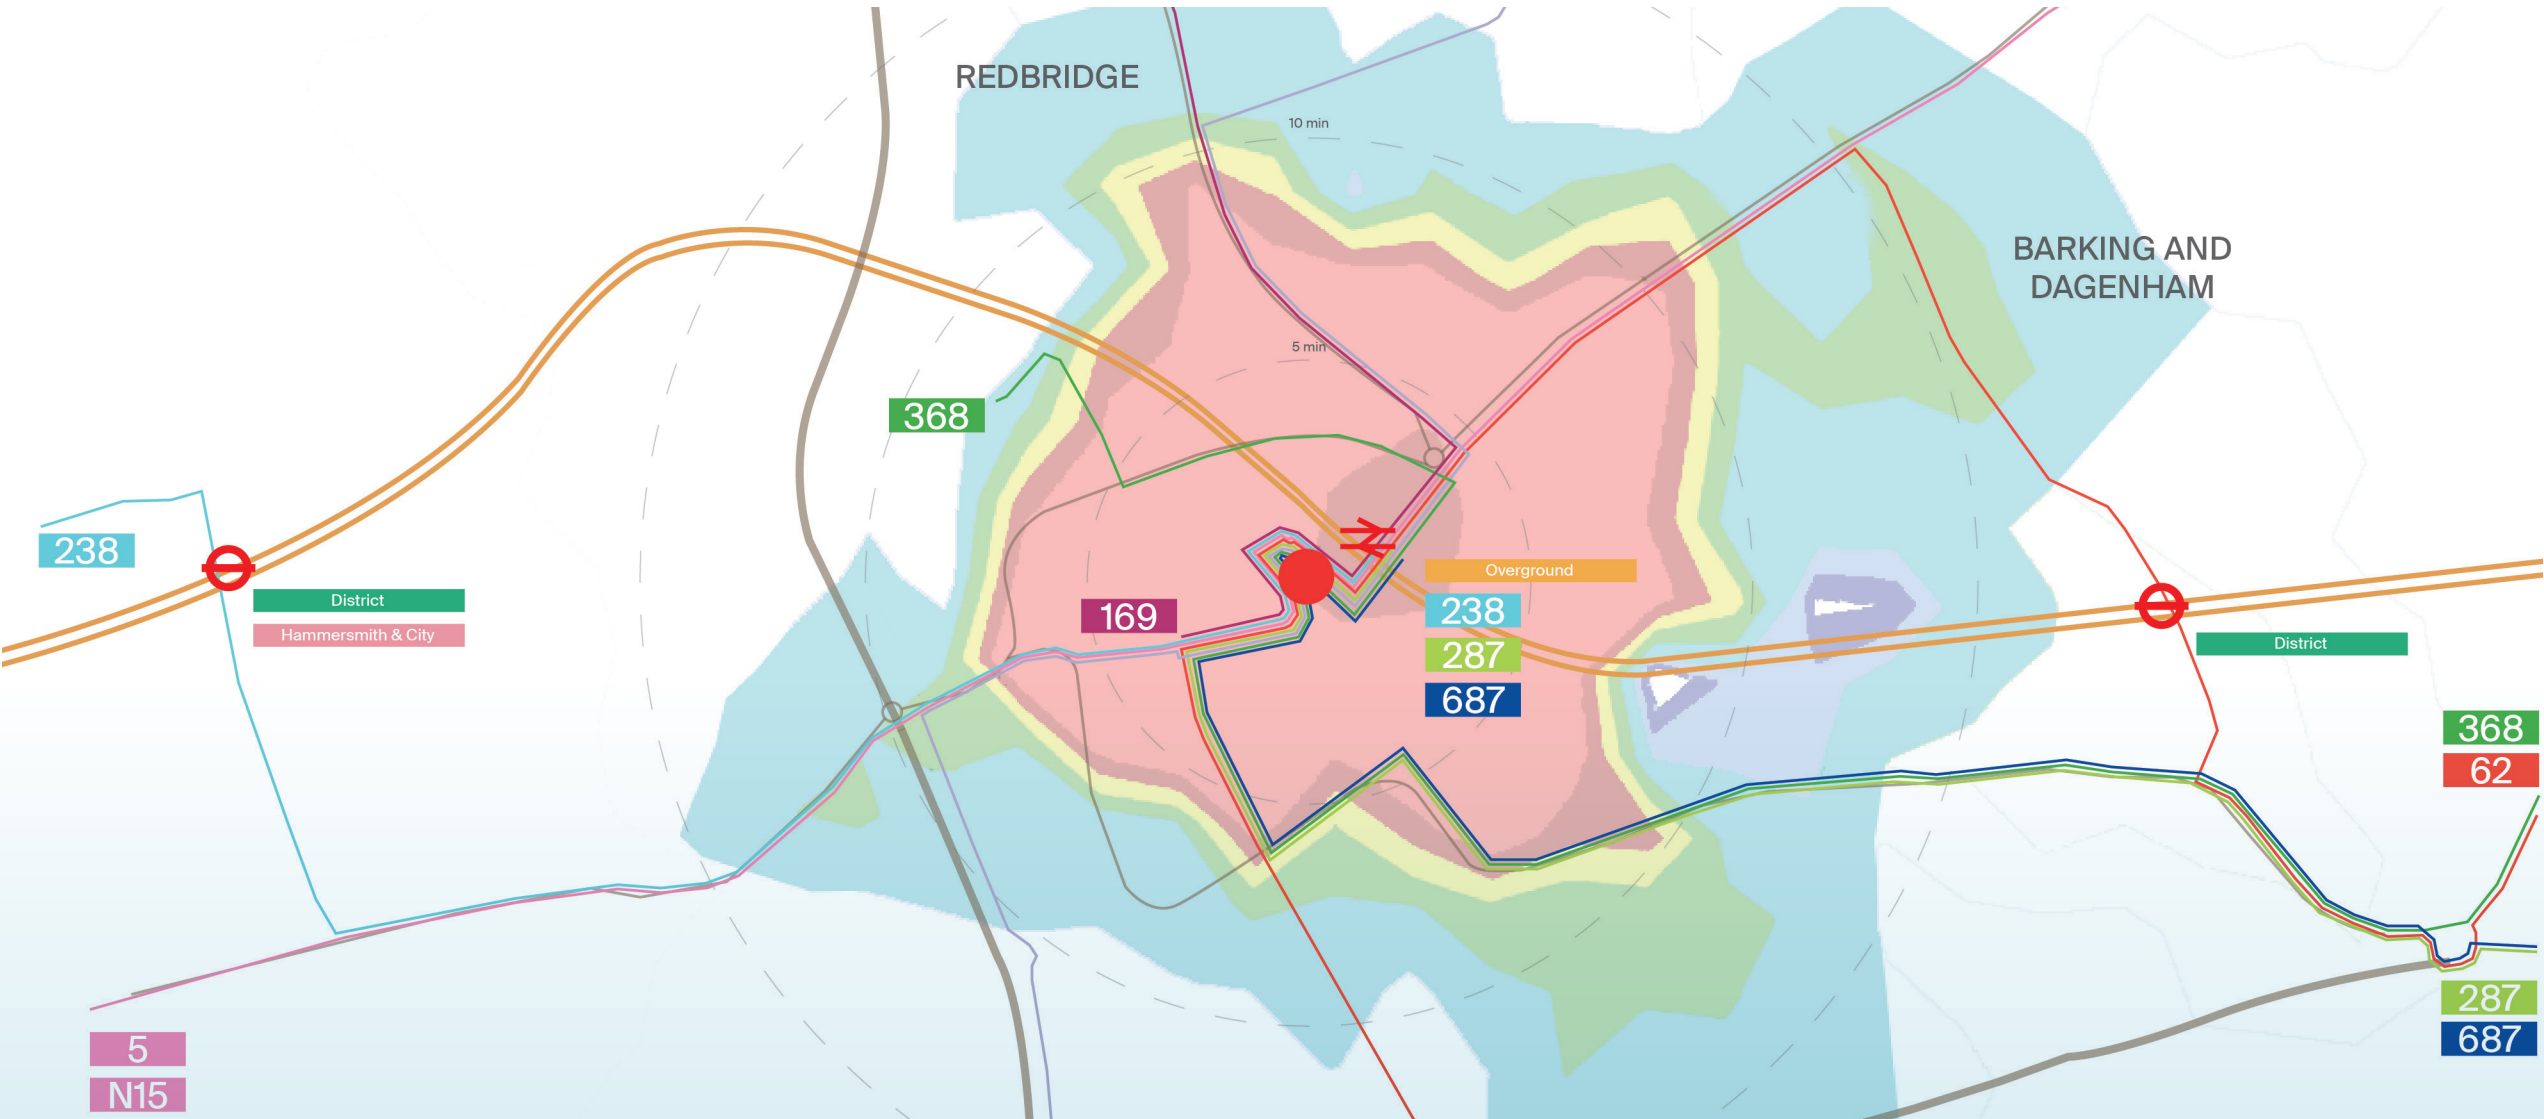 REDBRIDGE
10 min
BARKING AND
DAGENHAM
5 min
368
238
District
Hammersmith & City
169
Overground
238
287
687
District
368
62
287
687
5
N15